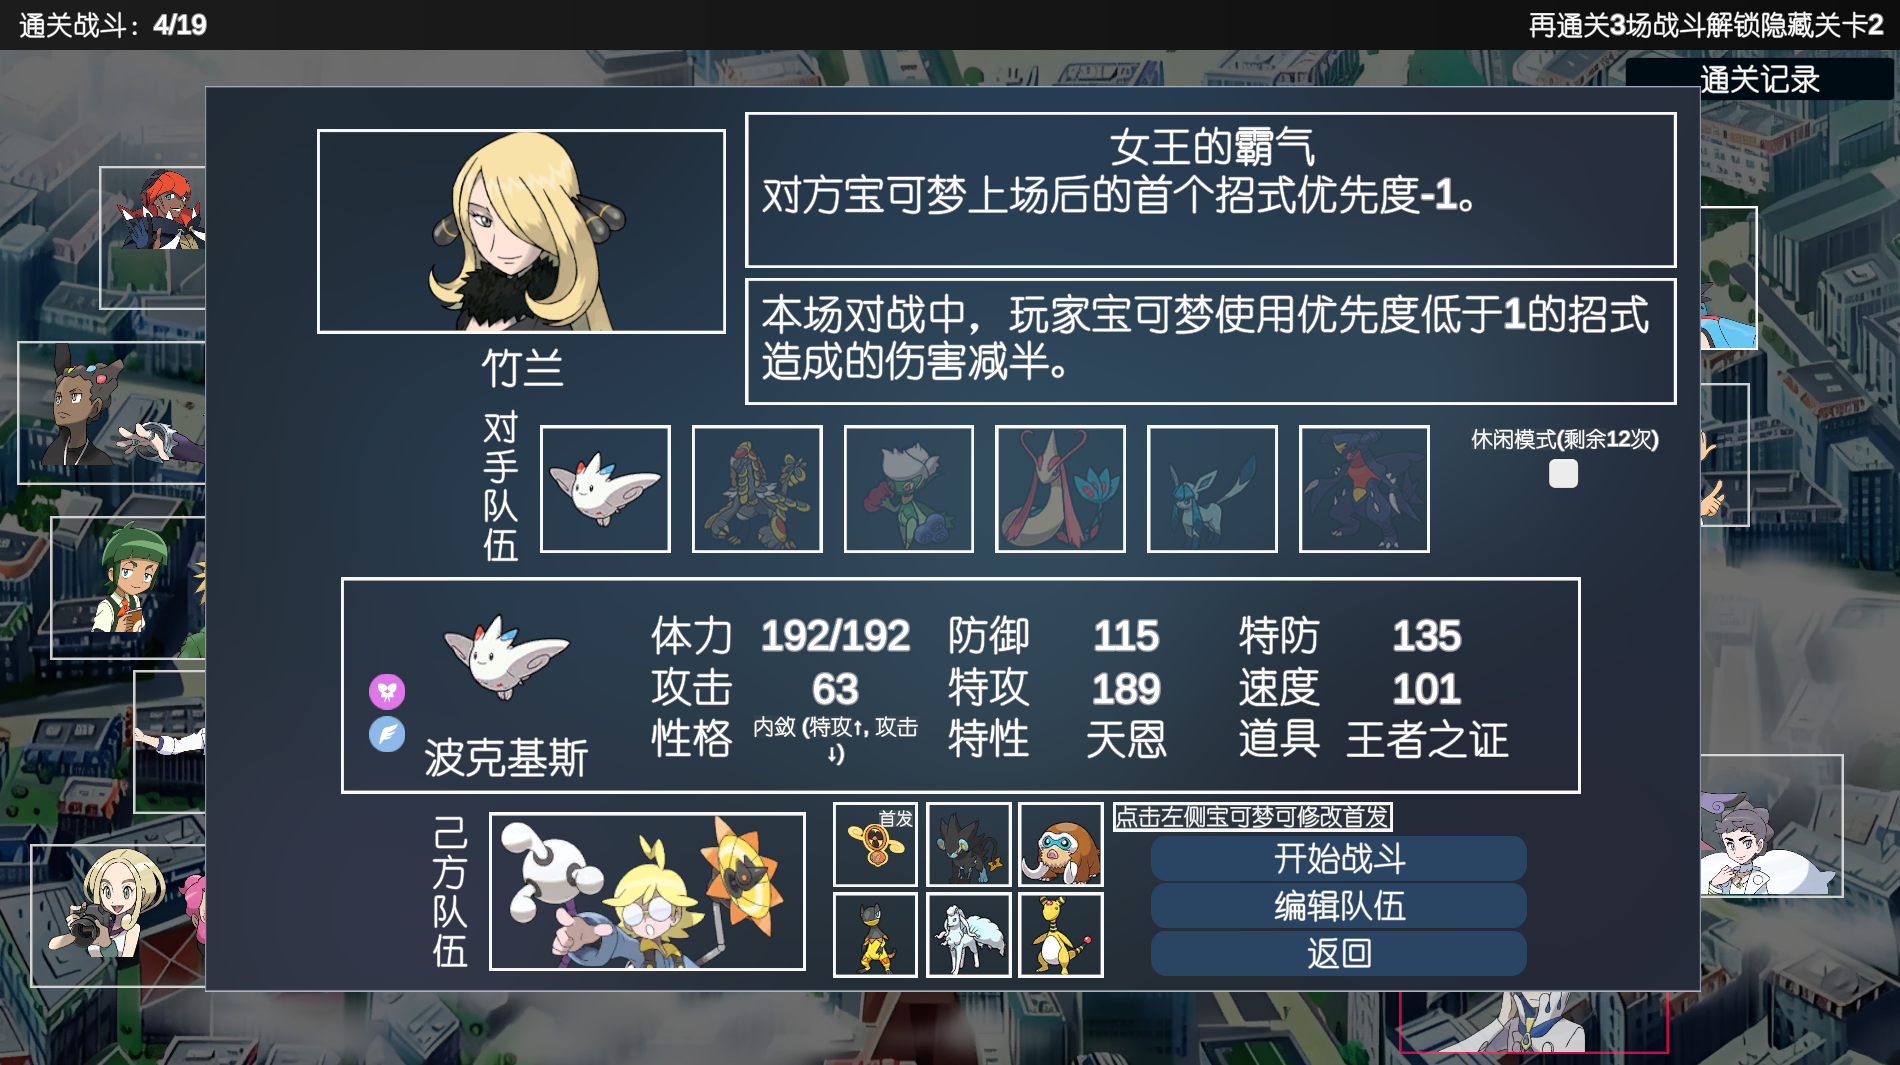 通关战斗：4/19
再通关3场战斗解锁隐藏关卡2
通关记录
女王的霸气
对方宝可梦上场后的首个招式优先度-1。
本场对战中，玩家宝可梦使用优先度低于1的招式
造成的伤害减半。
竹兰
对手队伍
休闲模式(剩余12次)
体力 192/192 防御 115 特防 135
攻击 63 特攻 189 速度 101
性格 内敛 (特攻↑, 攻击
↓) 特性 天恩 道具 王者之证
波克基斯
己方队伍
首发
点击左侧宝可梦可修改首发
开始战斗
编辑队伍
返回